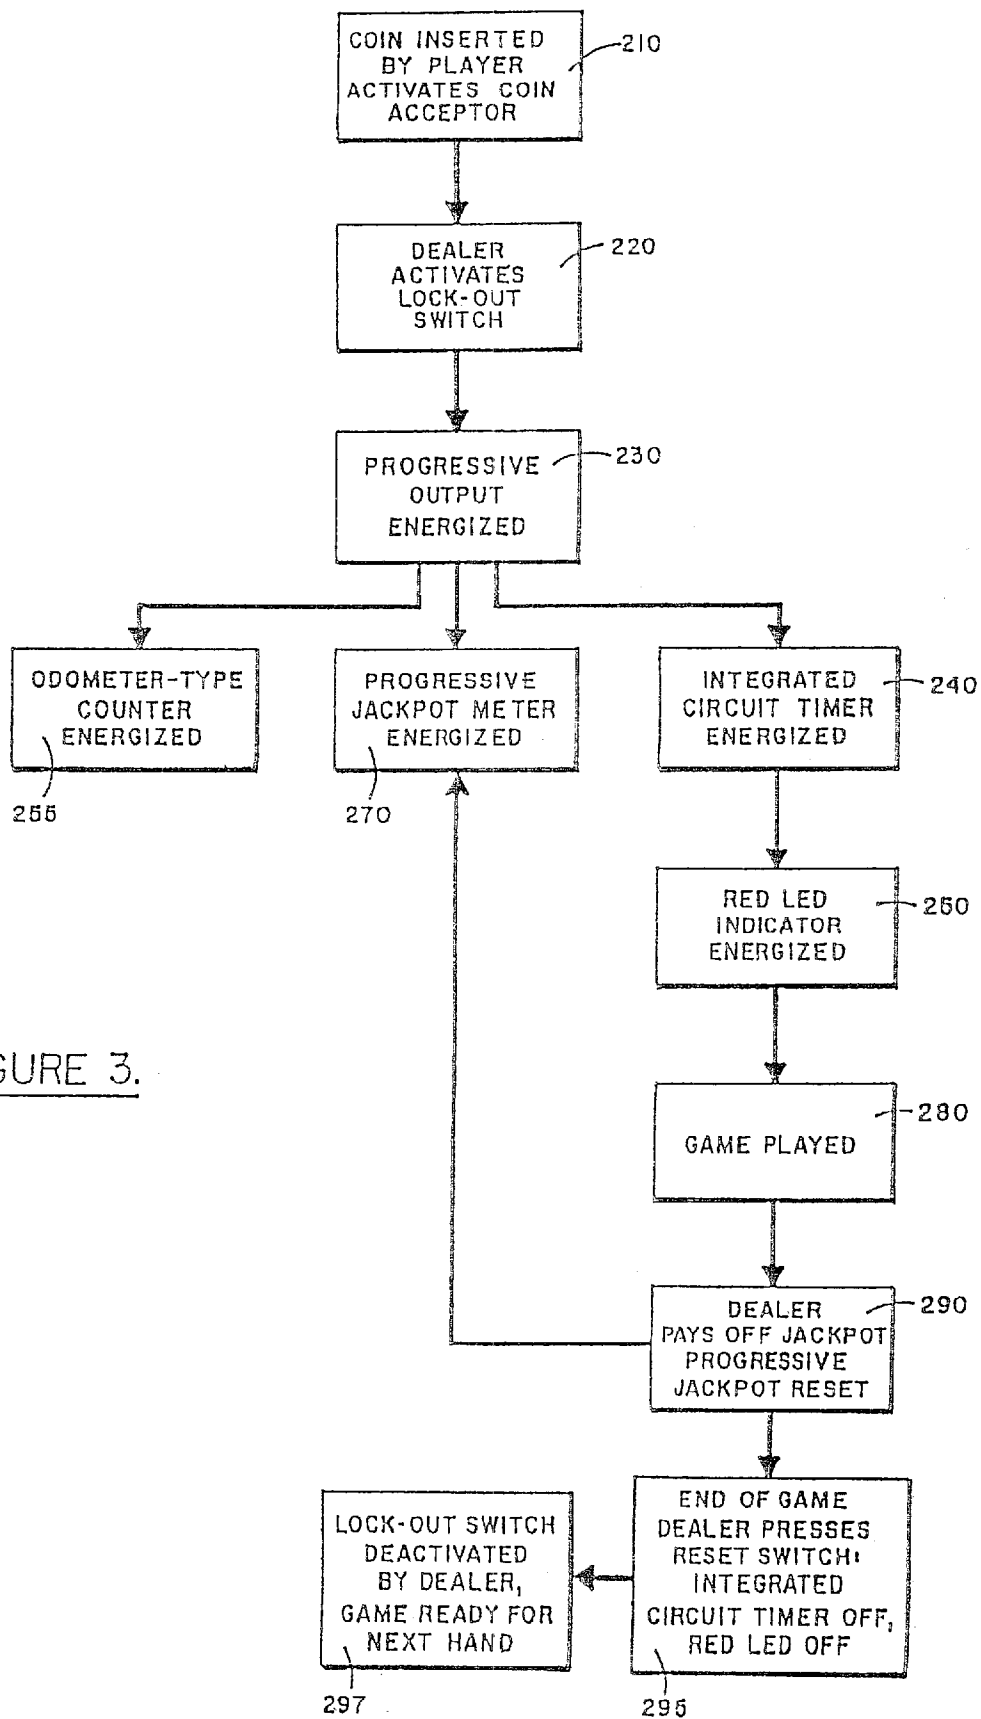 COIN INSERTED
BY PLAYER
ACTIVATES COIN
ACCEPTOR
210
DEALER
ACTIVATES
LOCK-OUT
SWITCH
220
PROGRESSIVE
OUTPUT
ENERGIZED
230
ODOMETER-TYPE
COUNTER
ENERGIZED
255
PROGRESSIVE
JACKPOT METER
ENERGIZED
270
INTEGRATED
CIRCUIT TIMER
ENERGIZED
240
RED LED
INDICATOR
ENERGIZED
250
GURE 3.
GAME PLAYED
280
DEALER
PAYS OFF JACKPOT
PROGRESSIVE
JACKPOT RESET
290
END OF GAME
DEALER PRESSES
RESET SWITCH:
INTEGRATED
CIRCUIT TIMER OFF,
RED LED OFF
295
LOCK-OUT SWITCH
DEACTIVATED
BY DEALER,
GAME READY FOR
NEXT HAND
297